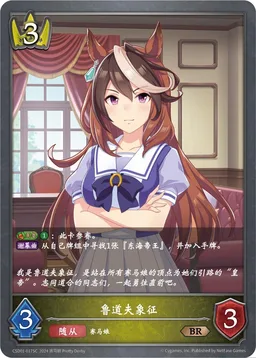 3
：此卡参赛。
谢幕曲 从自己牌组中寻找1张『东海帝王』，并加入手牌。
我是鲁道夫象征，是站在所有赛马娘的顶点为她们引路的“皇
帝”。志同道合的同志们，一起勇往直前吧。
鲁道夫象征
3
随从 赛马娘
BR
3